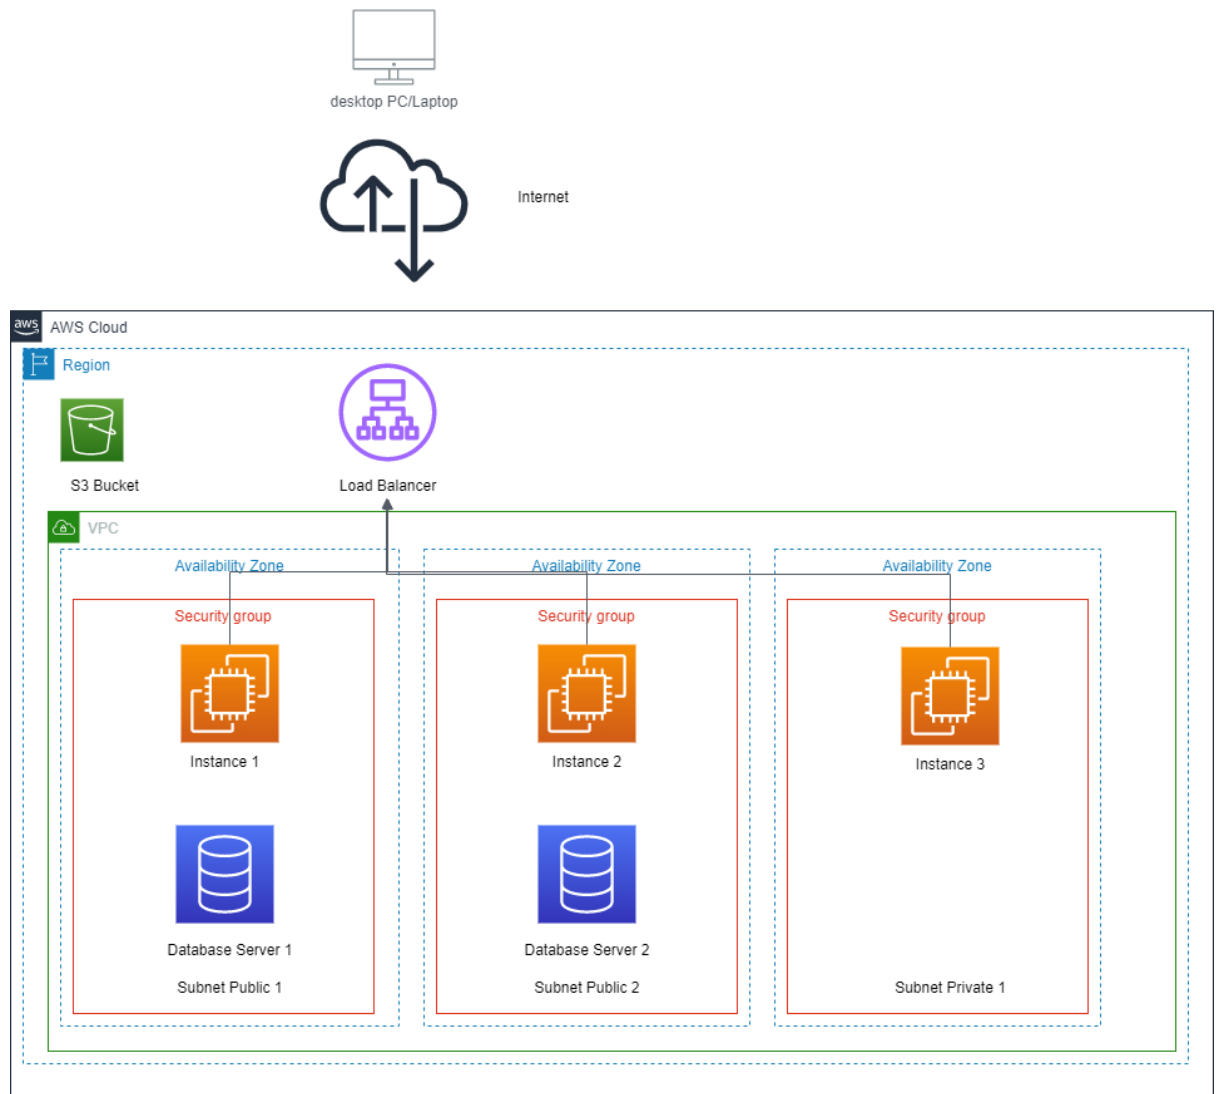 desktop PC/Laptop
Internet
aws
AWS Cloud
Region
S3 Bucket
Load Balancer
VPC
Availability Zone
Availability Zone
Availability Zone
Security group
Security group
Security group
Instance 1
Instance 2
Instance 3
Database Server 1
Database Server 2
Subnet Public 1
Subnet Public 2
Subnet Private 1